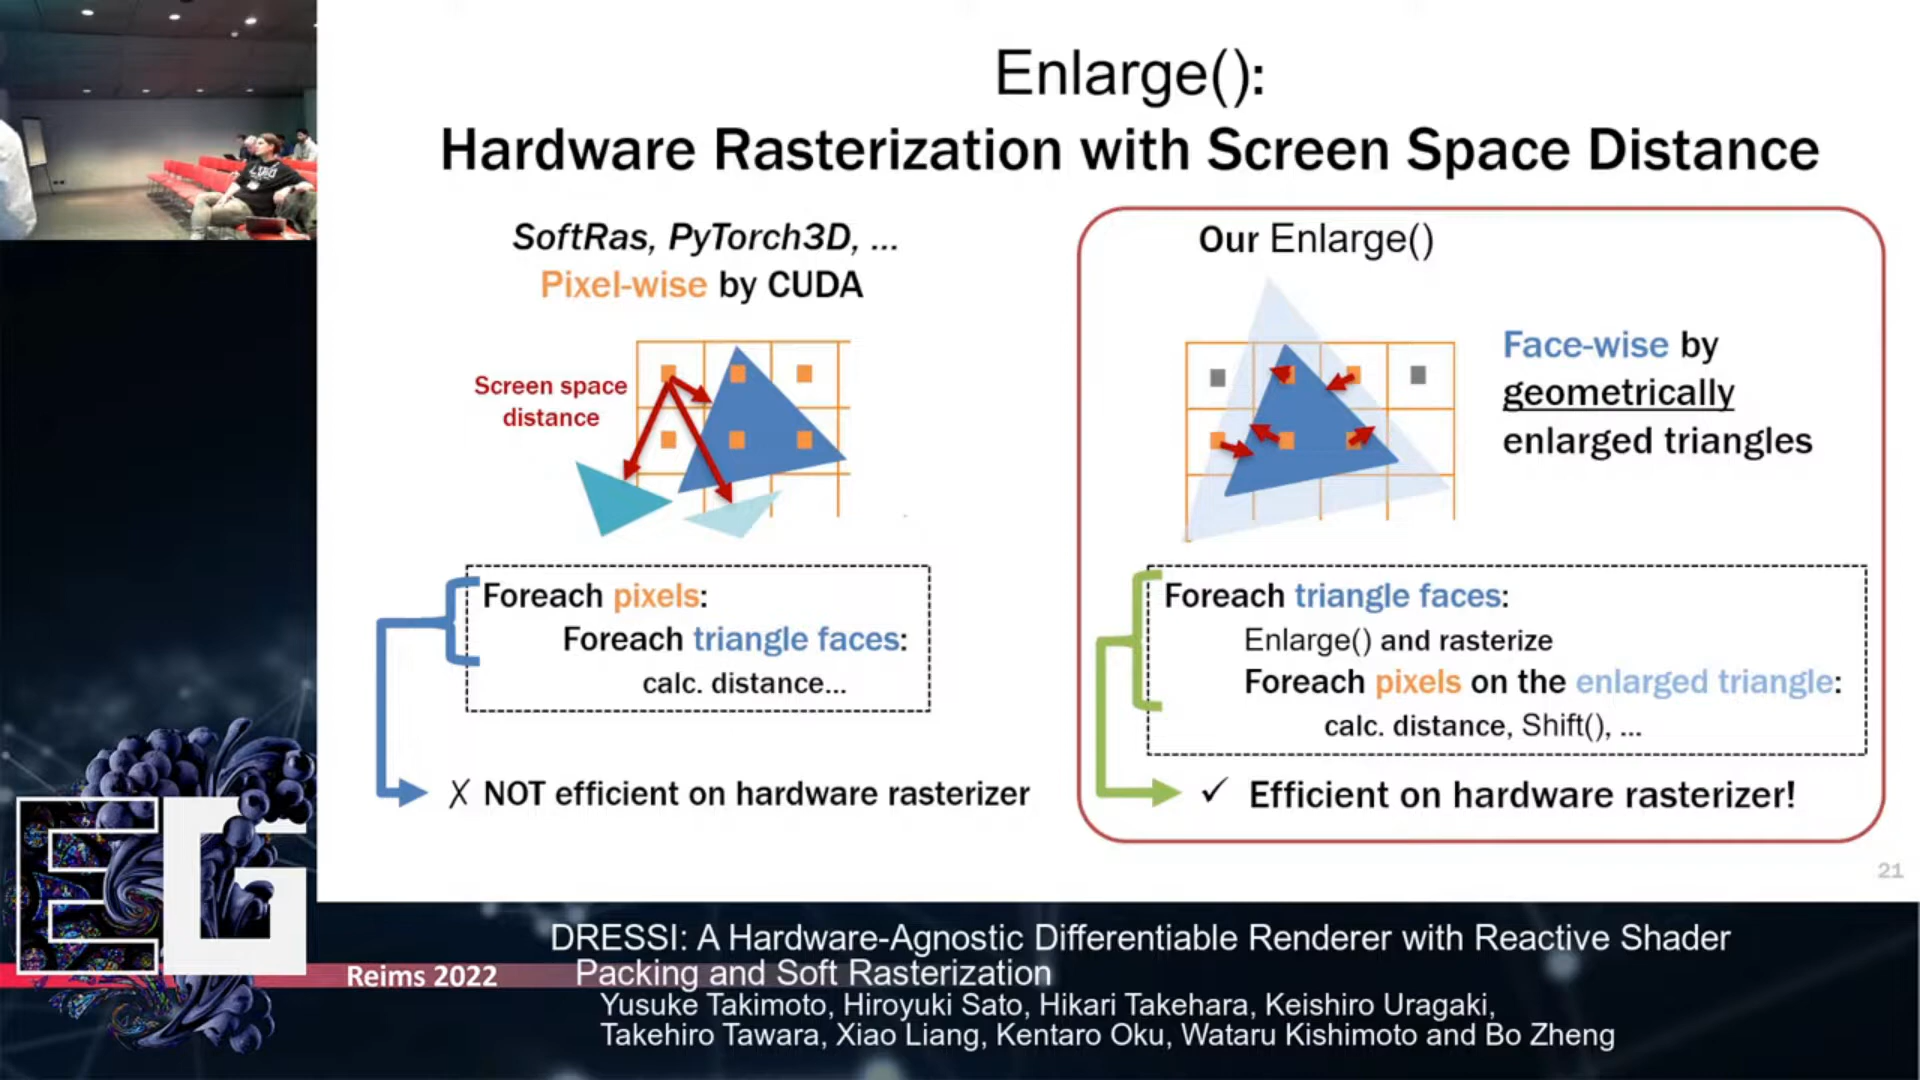 Enlarge():
Hardware Rasterization with Screen Space Distance
SoftRas, PyTorch3D, ...
Pixel-wise by CUDA
Screen space
distance
Foreach pixels:
Foreach triangle faces:
calc. distance...
✗ NOT efficient on hardware rasterizer
Our Enlarge()
Face-wise by
geometrically
enlarged triangles
Foreach triangle faces:
Enlarge() and rasterize
Foreach pixels on the enlarged triangle:
calc. distance, Shift(), ...
✓ Efficient on hardware rasterizer!
21
EG
Reims 2022
DRESSI: A Hardware-Agnostic Differentiable Renderer with Reactive Shader
Packing and Soft Rasterization
Yusuke Takimoto, Hiroyuki Sato, Hikari Takehara, Keishiro Uragaki,
Takehiro Tawara, Xiao Liang, Kentaro Oku, Wataru Kishimoto and Bo Zheng